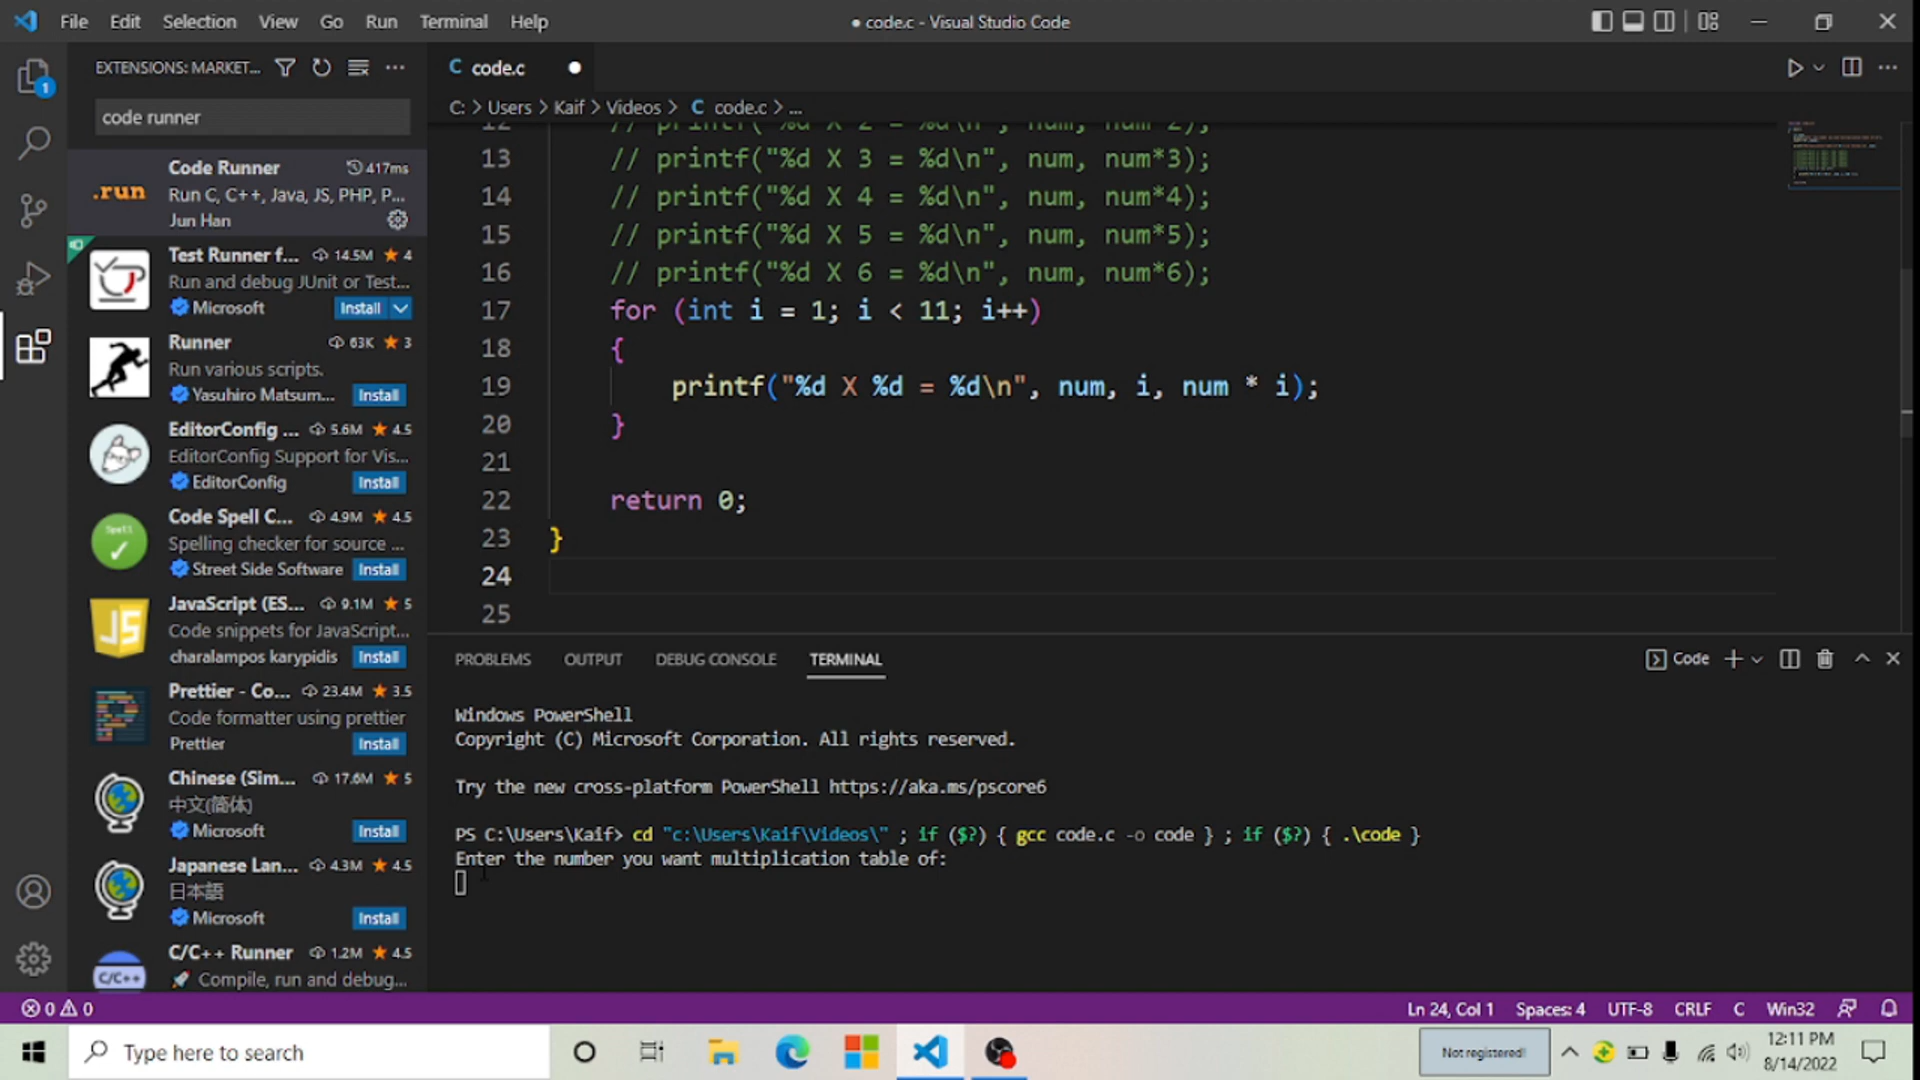 File Edit Selection View Go Run Terminal Help
● code.c - Visual Studio Code
EXTENSIONS: MARKET...
code runner
Code Runner 417ms
Run C, C++, Java, JS, PHP, P...
Jun Han
Test Runner f... 14.5M ★ 4
Run and debug JUnit or Test...
Microsoft Install
Runner 63K ★ 3
Run various scripts.
Yasuhiro Matsum... Install
EditorConfig ... 5.6M ★ 4.5
EditorConfig Support for Vis...
EditorConfig Install
Code Spell C... 4.9M ★ 4.5
Spelling checker for source ...
Street Side Software Install
JavaScript (ES... 9.1M ★ 5
Code snippets for JavaScript...
charalampos karypidis Install
Prettier - Co... 23.4M ★ 3.5
Code formatter using prettier
Prettier Install
Chinese (Sim... 17.6M ★ 5
中文(简体)
Microsoft Install
Japanese Lan... 4.3M ★ 4.5
日本語
Microsoft Install
C/C++ Runner 1.2M ★ 4.5
Compile, run and debug...
.run
Spell
JS
C/C++
1
C code.c ●
C: > Users > Kaif > Videos > C code.c > ...
12 // printf("%d X 2 = %d\n", num, num*2);
13 // printf("%d X 3 = %d\n", num, num*3);
14 // printf("%d X 4 = %d\n", num, num*4);
15 // printf("%d X 5 = %d\n", num, num*5);
16 // printf("%d X 6 = %d\n", num, num*6);
17 for (int i = 1; i < 11; i++)
18 {
19 printf("%d X %d = %d\n", num, i, num * i);
20 }
21
22 return 0;
23 }
24
25
PROBLEMS OUTPUT DEBUG CONSOLE TERMINAL
Code
Windows PowerShell
Copyright (C) Microsoft Corporation. All rights reserved.
Try the new cross-platform PowerShell https://aka.ms/pscore6
PS C:\Users\Kaif> cd "c:\Users\Kaif\Videos\" ; if ($?) { gcc code.c -o code } ; if ($?) { .\code }
Enter the number you want multiplication table of:
0 0
Ln 24, Col 1 Spaces: 4 UTF-8 CRLF C Win32
Type here to search
Not registered!
12:11 PM
8/14/2022